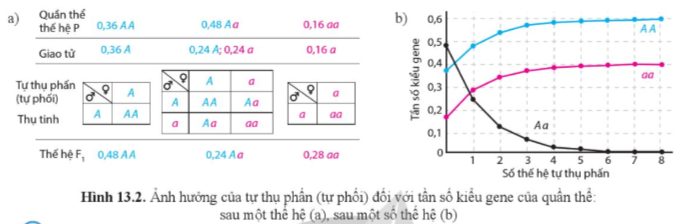 a)
Quần thể
thế hệ P
0,36 AA
0,48 Aa
0,16 aa
Giao tử
0,36 A
0,24 A; 0,24 a
0,16 a
Tự thụ phấn
(tự phối)
Thụ tinh
♂ ♀ A
A AA
♂ ♀ A a
A AA Aa
a Aa aa
♂ ♀ a
a aa
Thế hệ F₁
0,48 AA
0,24 Aa
0,28 aa
b)
Tần số kiểu gene
0,6
0,5
0,4
0,3
0,2
0,1
0
AA
aa
Aa
1 2 3 4 5 6 7 8
Số thế hệ tự thụ phấn
Hình 13.2. Ảnh hưởng của tự thụ phấn (tự phối) đối với tần số kiểu gene của quần thể:
sau một thế hệ (a), sau một số thế hệ (b)